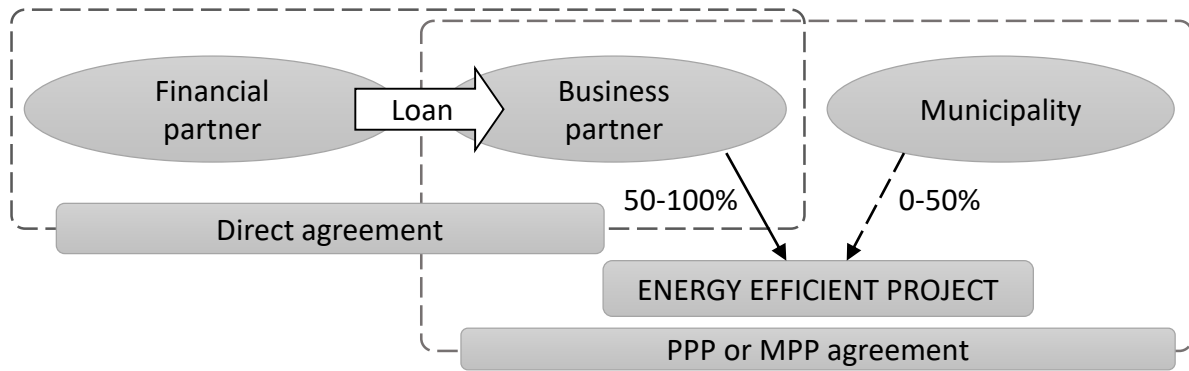 Financial
partner
Loan
Business
partner
Municipality
50-100%
0-50%
Direct agreement
ENERGY EFFICIENT PROJECT
PPP or MPP agreement